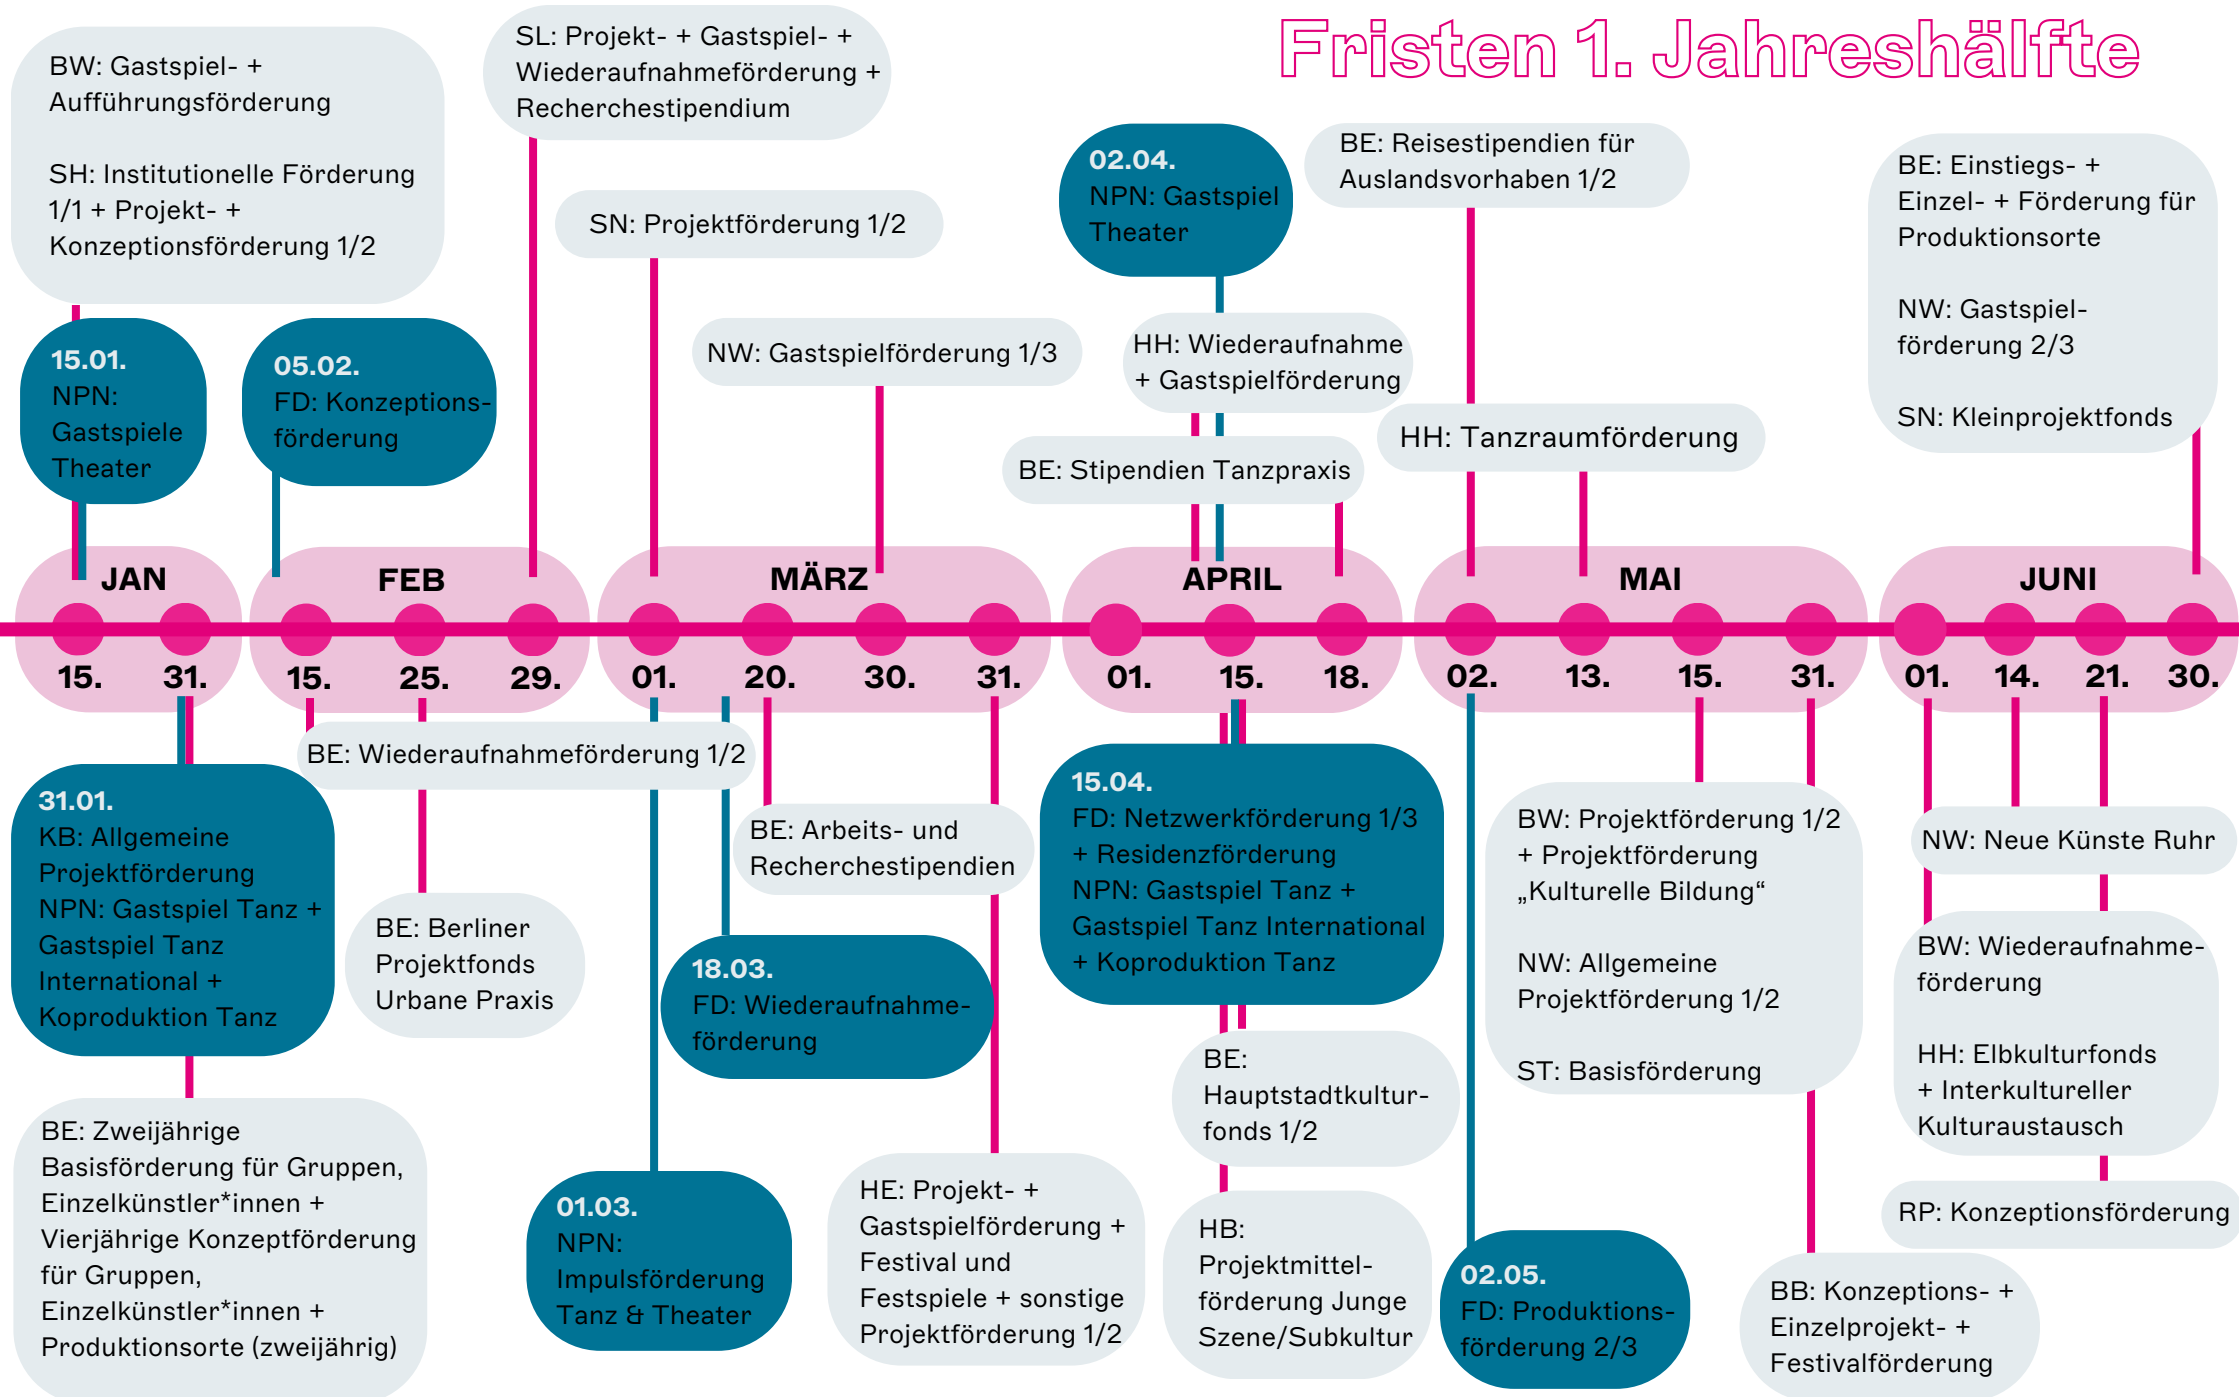 Fristen 1. Jahreshälfte
BW: Gastspiel- +
Aufführungsförderung
SH: Institutionelle Förderung
1/1 + Projekt- +
Konzeptionsförderung 1/2
15.01.
NPN:
Gastspiele
Theater
05.02.
FD: Konzeptions-
förderung
SL: Projekt- + Gastspiel- +
Wiederaufnahmeförderung +
Recherchestipendium
SN: Projektförderung 1/2
NW: Gastspielförderung 1/3
02.04.
NPN: Gastspiel
Theater
HH: Wiederaufnahme
+ Gastspielförderung
BE: Stipendien Tanzpraxis
BE: Reisestipendien für
Auslandsvorhaben 1/2
HH: Tanzraumförderung
BE: Einstiegs- +
Einzel- + Förderung für
Produktionsorte
NW: Gastspiel-
förderung 2/3
SN: Kleinprojektfonds
JAN FEB MÄRZ APRIL MAI JUNI
15. 31. 15. 25. 29. 01. 20. 30. 31. 01. 15. 18. 02. 13. 15. 31. 01. 14. 21. 30.
31.01.
KB: Allgemeine
Projektförderung
NPN: Gastspiel Tanz +
Gastspiel Tanz
International +
Koproduktion Tanz
BE: Zweijährige
Basisförderung für Gruppen,
Einzelkünstler*innen +
Vierjährige Konzeptförderung
für Gruppen,
Einzelkünstler*innen +
Produktionsorte (zweijährig)
BE: Wiederaufnahmeförderung 1/2
BE: Berliner
Projektfonds
Urbane Praxis
01.03.
NPN:
Impulsförderung
Tanz & Theater
18.03.
FD: Wiederaufnahme-
förderung
BE: Arbeits- und
Recherchestipendien
HE: Projekt- +
Gastspielförderung +
Festival und
Festspiele + sonstige
Projektförderung 1/2
15.04.
FD: Netzwerkförderung 1/3
+ Residenzförderung
NPN: Gastspiel Tanz +
Gastspiel Tanz International
+ Koproduktion Tanz
BE:
Hauptstadtkultur-
fonds 1/2
HB:
Projektmittel-
förderung Junge
Szene/Subkultur
02.05.
FD: Produktions-
förderung 2/3
BW: Projektförderung 1/2
+ Projektförderung
„Kulturelle Bildung“
NW: Allgemeine
Projektförderung 1/2
ST: Basisförderung
BB: Konzeptions- +
Einzelprojekt- +
Festivalförderung
NW: Neue Künste Ruhr
BW: Wiederaufnahme-
förderung
HH: Elbkulturfonds
+ Interkultureller
Kulturaustausch
RP: Konzeptionsförderung